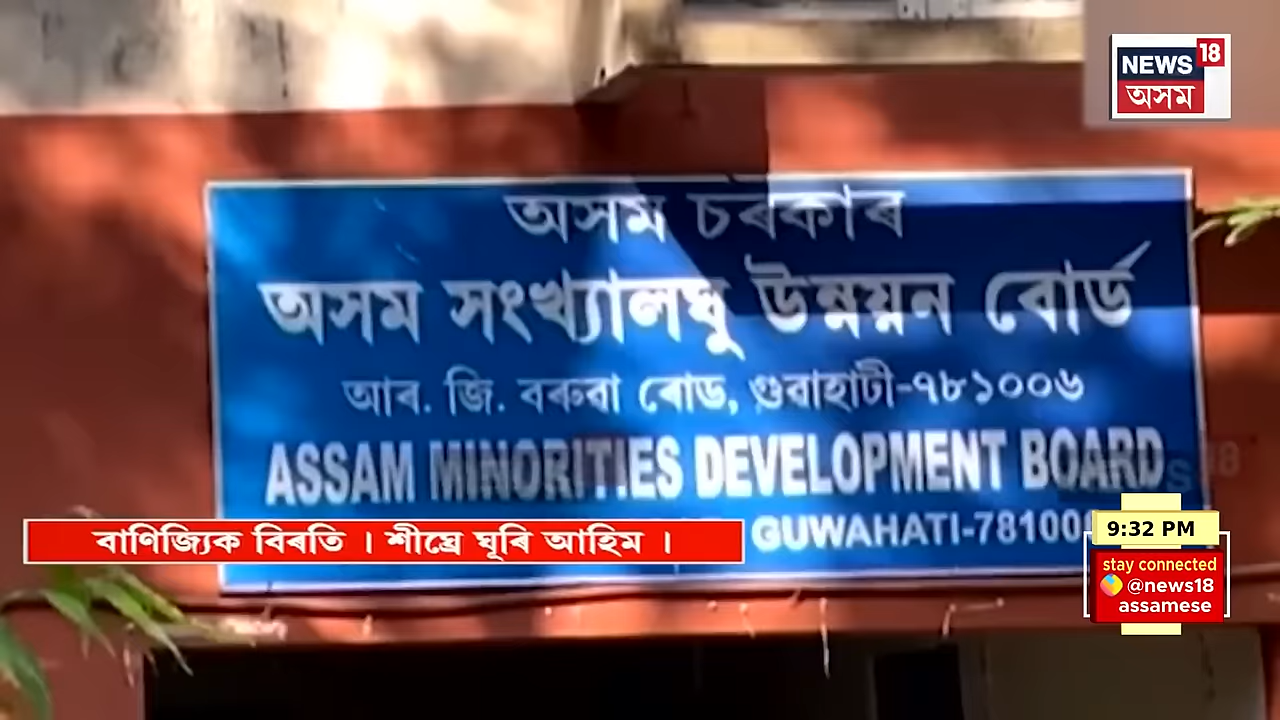 NEWS 18
অসম
অসম চৰকাৰ
অসম সংখ্যালঘু উন্নয়ন বোৰ্ড
আৰ. জি. বৰুৱা ৰোড, গুৱাহাটী-৭৮১০০৬
ASSAM MINORITIES DEVELOPMENT BOARD
বাণিজ্যিক বিৰতি । শীঘ্ৰে ঘূৰি আহিম ।
GUWAHATI-78100
9:32 PM
stay connected
@news18
assamese